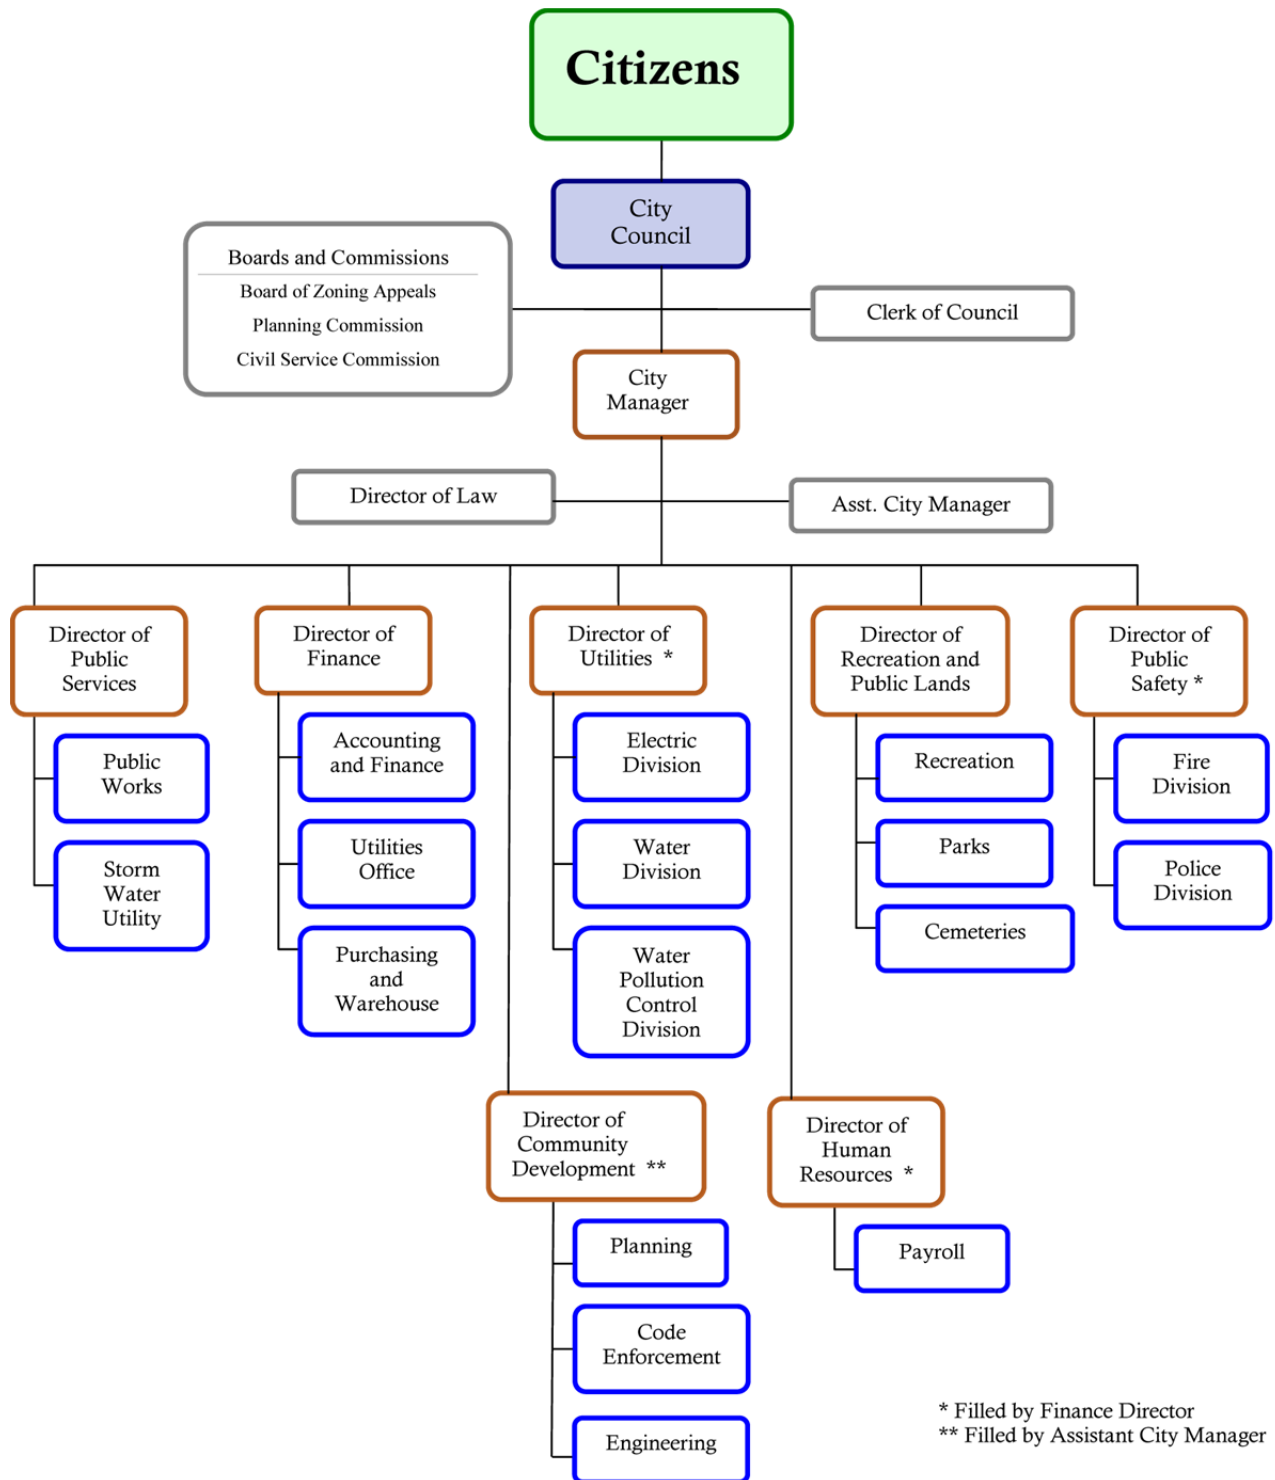 Citizens
City
Council
Boards and Commissions
Board of Zoning Appeals
Planning Commission
Civil Service Commission
Clerk of Council
City
Manager
Director of Law
Asst. City Manager
Director of
Public
Services
Public
Works
Storm
Water
Utility
Director of
Finance
Accounting
and Finance
Utilities
Office
Purchasing
and
Warehouse
Director of
Utilities *
Electric
Division
Water
Division
Water
Pollution
Control
Division
Director of
Recreation and
Public Lands
Recreation
Parks
Cemeteries
Director of
Public
Safety *
Fire
Division
Police
Division
Director of
Community
Development **
Planning
Code
Enforcement
Engineering
Director of
Human
Resources *
Payroll
* Filled by Finance Director
** Filled by Assistant City Manager